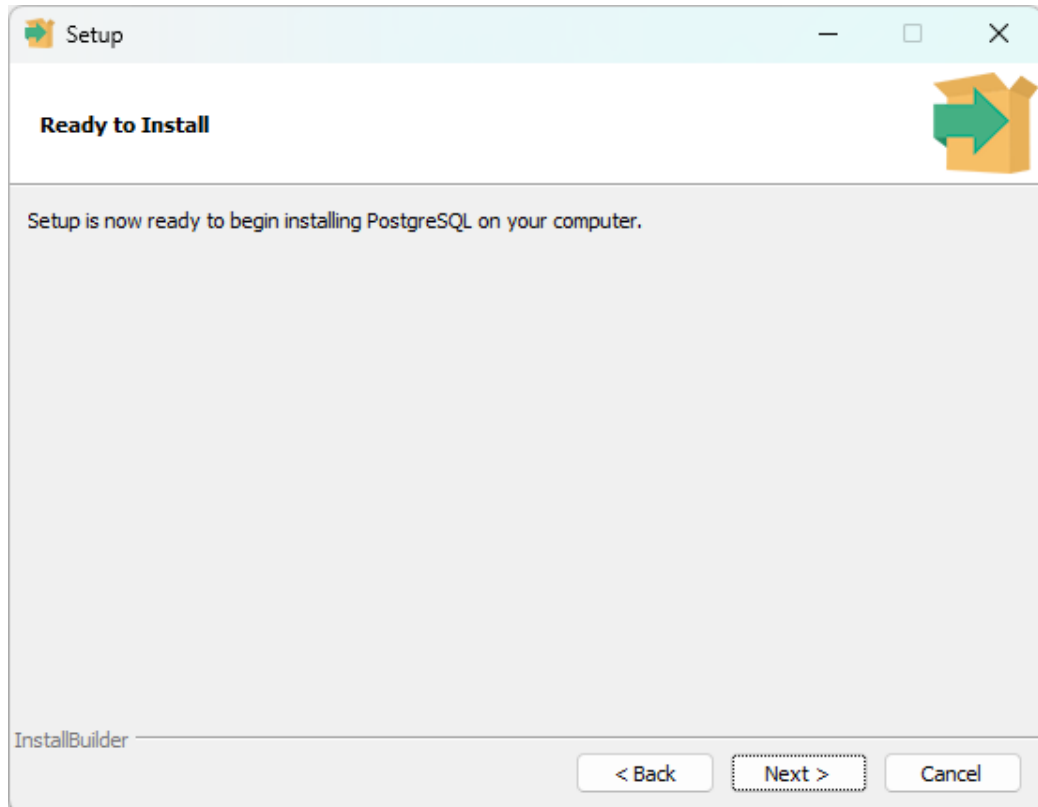 Setup
Ready to Install
Setup is now ready to begin installing PostgreSQL on your computer.
InstallBuilder
< Back
Next >
Cancel